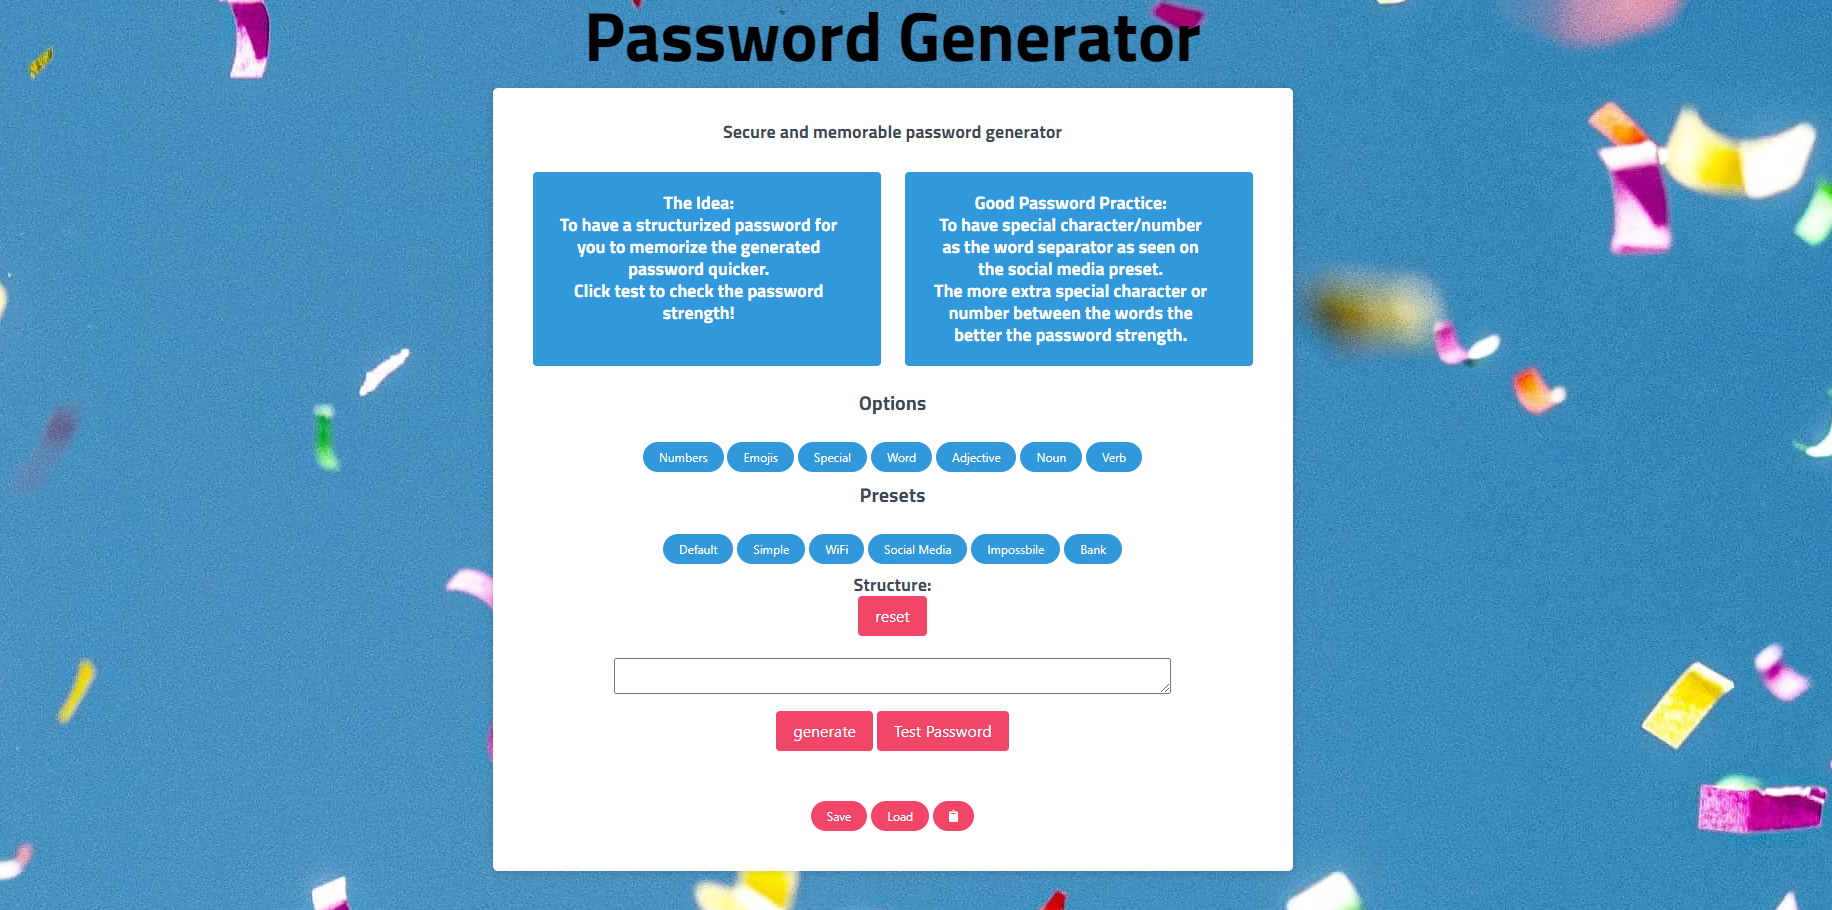 Password Generator
Secure and memorable password generator
The Idea:
To have a structurized password for
you to memorize the generated
password quicker.
Click test to check the password
strength!
Good Password Practice:
To have special character/number
as the word separator as seen on
the social media preset.
The more extra special character or
number between the words the
better the password strength.
Options
Numbers Emojis Special Word Adjective Noun Verb
Presets
Default Simple WiFi Social Media Impossbile Bank
Structure:
reset
generate Test Password
Save Load